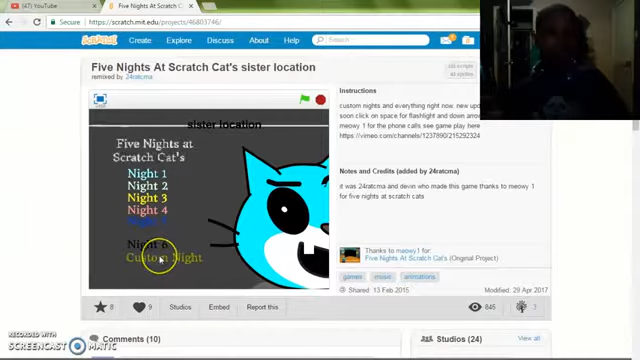 (47) YouTube
Five Nights At Scratch Cat's
Secure
https://scratch.mit.edu/projects/46803746/
SCRATCH
Create
Explore
Discuss
About
Help
Search
Five Nights At Scratch Cat's sister location
remixed by 24ratcma
sister location
Five Nights at
Scratch Cat's
Night 1
Night 2
Night 3
Night 4
Night 6
Custom Night
Instructions
custom nights and everything right now. new
soon click on space for flashlight and down
meowy 1 for the phone calls see game play here
https://vimeo.com/channels/1237890/215292324
Notes and Credits (added by 24ratcma)
it was 24ratcma and devin who made this game thanks to meowy 1
for five nights at scratch cats
Thanks to meowy1 for:
Five Nights At Scratch Cat's (Original Project)
games
music
animations
Shared: 13 Feb 2015
Modified: 29 Apr 2017
8
9
Studios
Embed
Report this
845
Comments (10)
Studios (24)
View all
RECORDED WITH
SCREENCAST MATIC